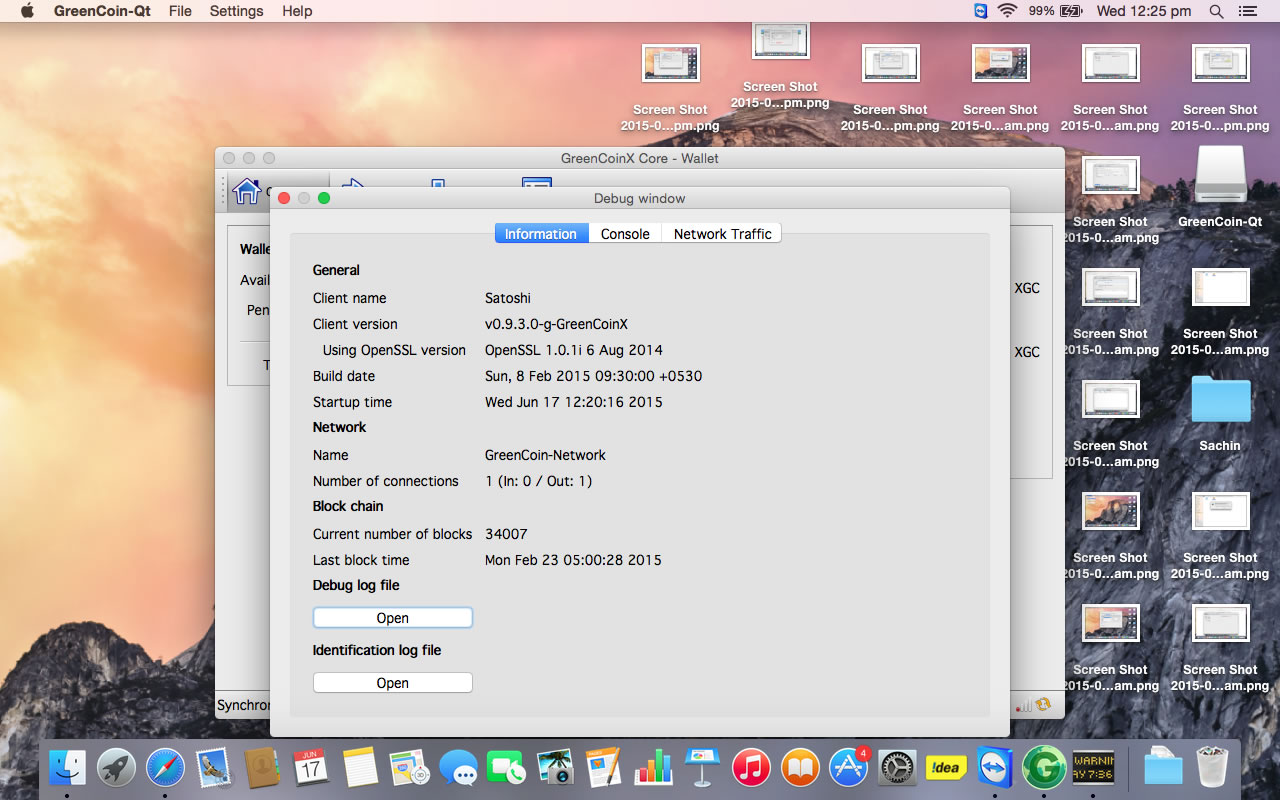 GreenCoin-Qt File Settings Help 99% Wed 12:25 pm
Screen Shot
2015-0...pm.png
Screen Shot
2015-0...pm.png
Screen Shot
2015-0...pm.png
Screen Shot
2015-0...am.png
Screen Shot
2015-0...am.png
Screen Shot
2015-0...pm.png
GreenCoinX Core - Wallet
Debug window
Information Console Network Traffic
General
Client name Satoshi
Client version v0.9.3.0-g-GreenCoinX
Using OpenSSL version OpenSSL 1.0.1i 6 Aug 2014
Build date Sun, 8 Feb 2015 09:30:00 +0530
Startup time Wed Jun 17 12:20:16 2015
Network
Name GreenCoin-Network
Number of connections 1 (In: 0 / Out: 1)
Block chain
Current number of blocks 34007
Last block time Mon Feb 23 05:00:28 2015
Debug log file
Open
Identification log file
Open
Walle
Avail
Pen
T
XGC
XGC
Synchron
Screen Shot
2015-0...am.png
GreenCoin-Qt
Screen Shot
2015-0...am.png
Screen Shot
2015-0...am.png
Screen Shot
2015-0...am.png
Sachin
Screen Shot
2015-0...am.png
Screen Shot
2015-0...am.png
Screen Shot
2015-0...am.png
Screen Shot
2015-0...am.png
JUN
17
4
!dea
WARNIN
AY 7:36